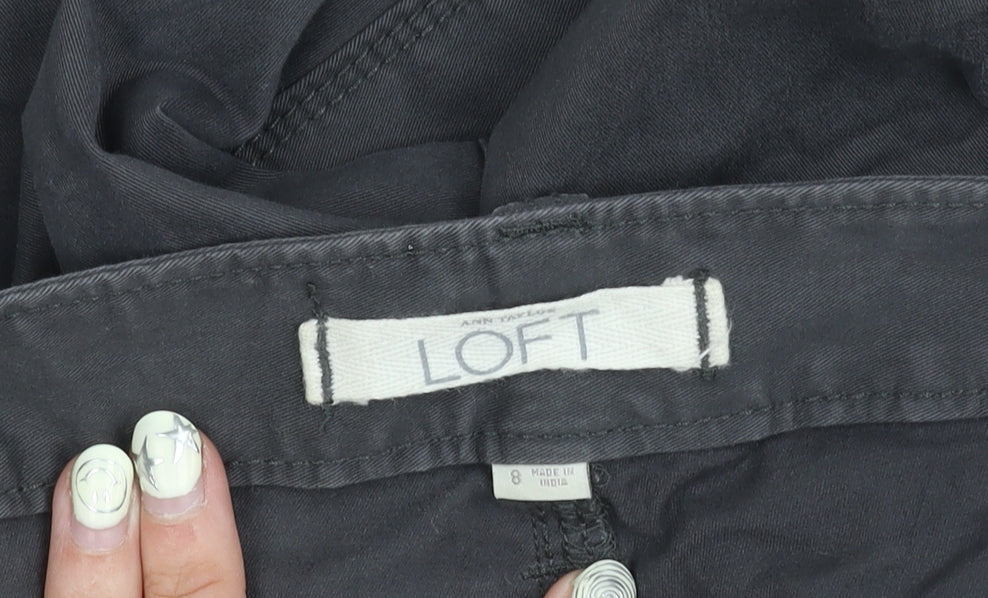 ANN TAYLOR
LOFT
8 MADE IN
INDIA